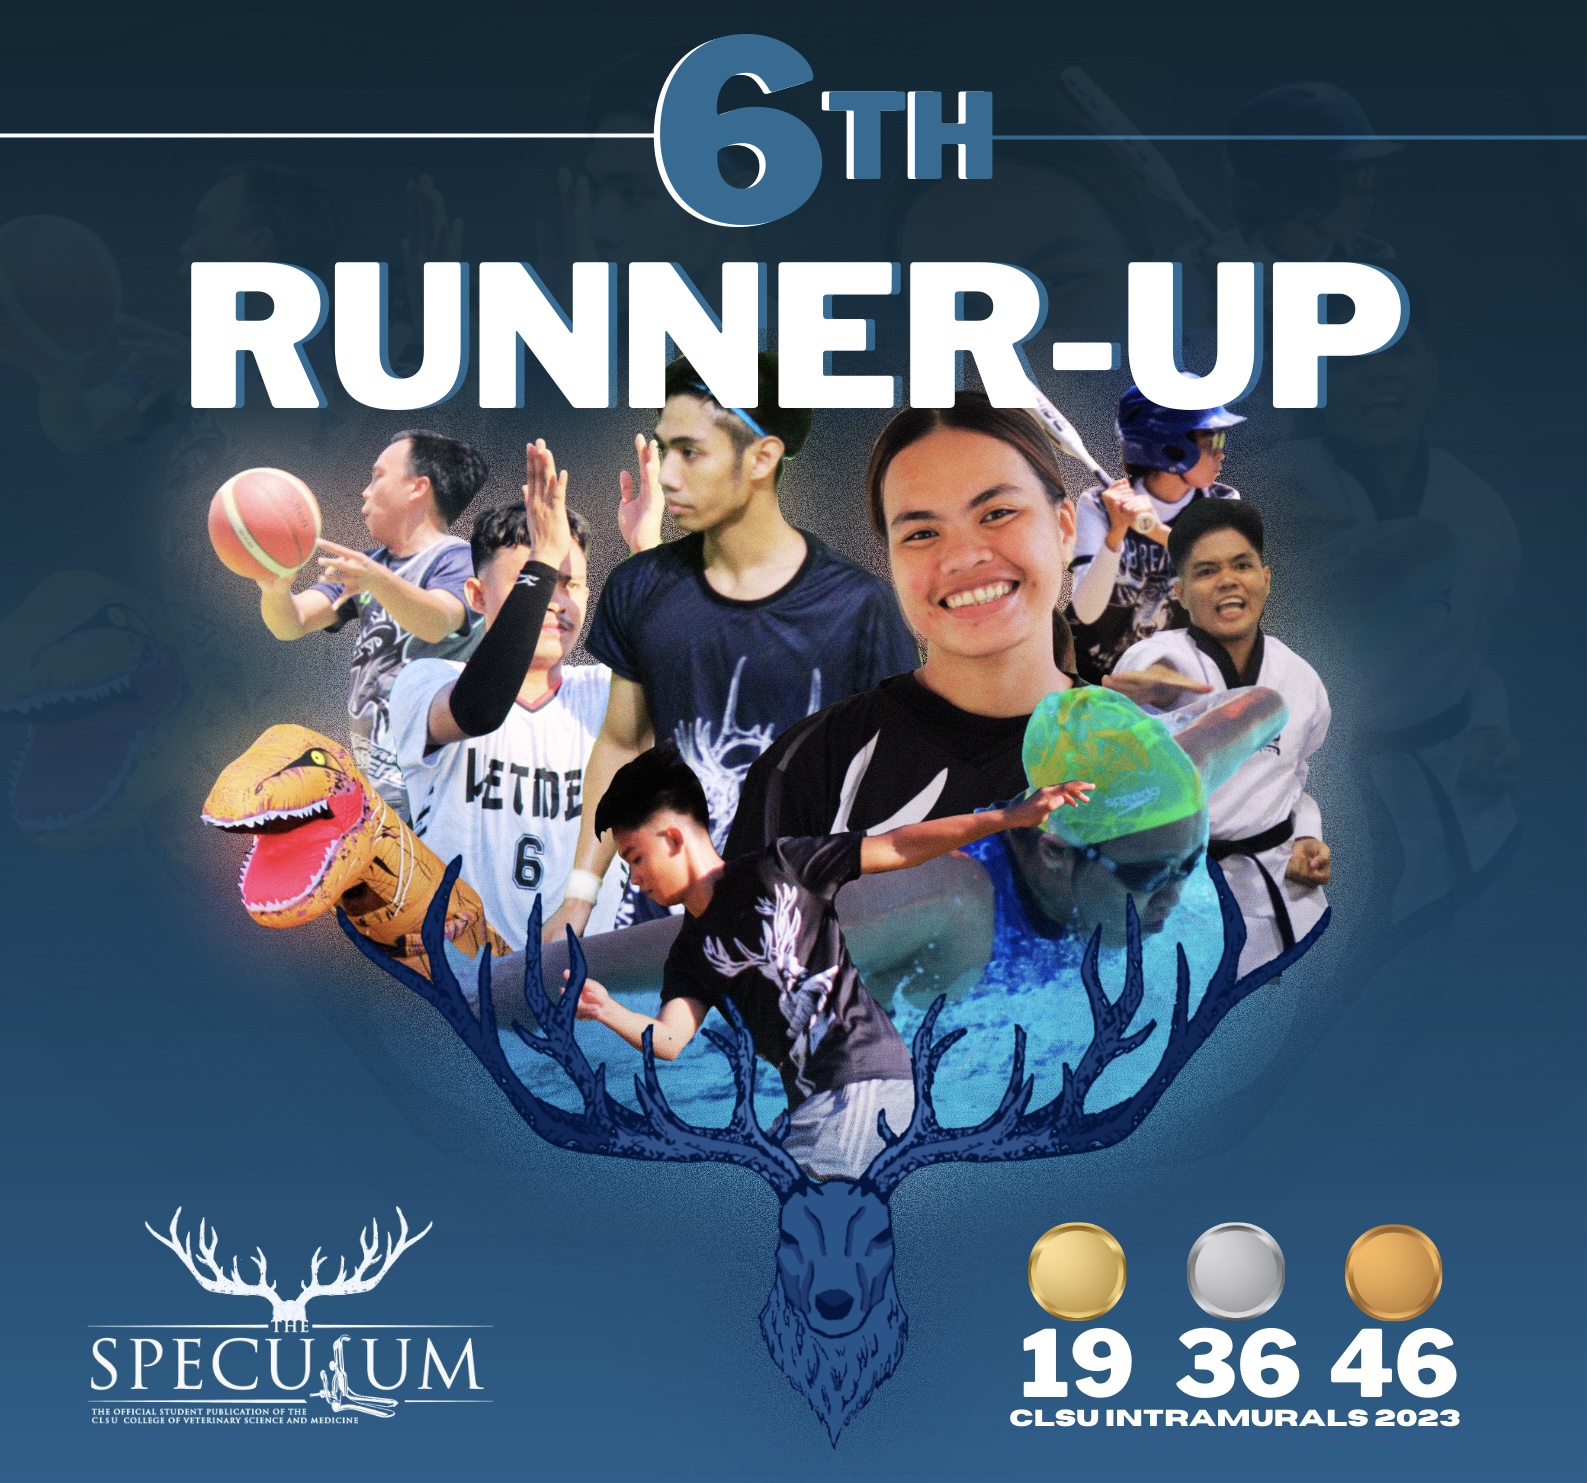 6TH
RUNNER-UP
VETME
6
speedo
THE
SPECULUM
THE OFFICIAL STUDENT PUBLICATION OF THE
CLSU COLLEGE OF VETERINARY SCIENCE AND MEDICINE
19 36 46
CLSU INTRAMURALS 2023